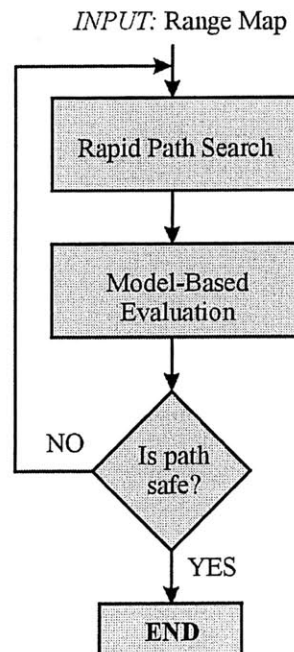 INPUT: Range Map
Rapid Path Search
Model-Based
Evaluation
NO
Is path
safe?
YES
END